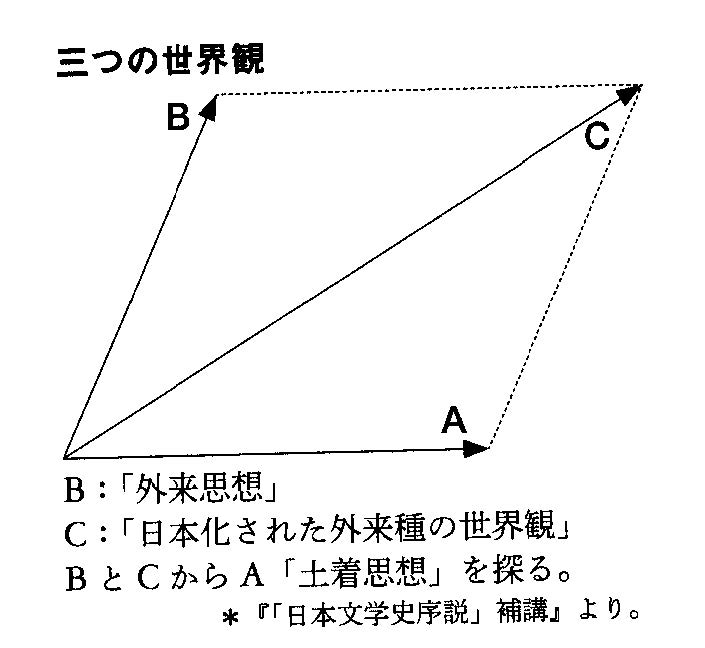 三つの世界観
B
C
A
B：「外来思想」
C：「日本化された外来種の世界観」
BとCからA「土着思想」を探る。
＊『「日本文学史序説」補講』より。